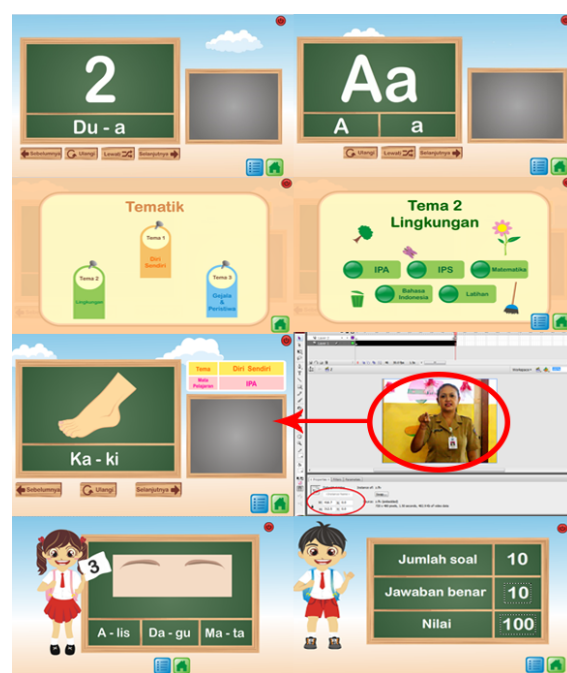 2
Du - a
Sebelumnya Ulangi Lewati Selanjutnya
Aa
A a
Ulangi Lewati Selanjutnya
Tematik
Tema 1
Diri
Sendiri
Tema 2
Lingkungan
Tema 3
Gejala
&
Peristiwa
Tema 2
Lingkungan
IPA IPS Matematika
Bahasa
Indonesia
Latihan
Ka - ki
Tema Diri Sendiri
Mata
Pelajaran
IPA
Sebelumnya Ulangi Selanjutnya
3
A - lis Da - gu Ma - ta
Jumlah soal 10
Jawaban benar 10
Nilai 100